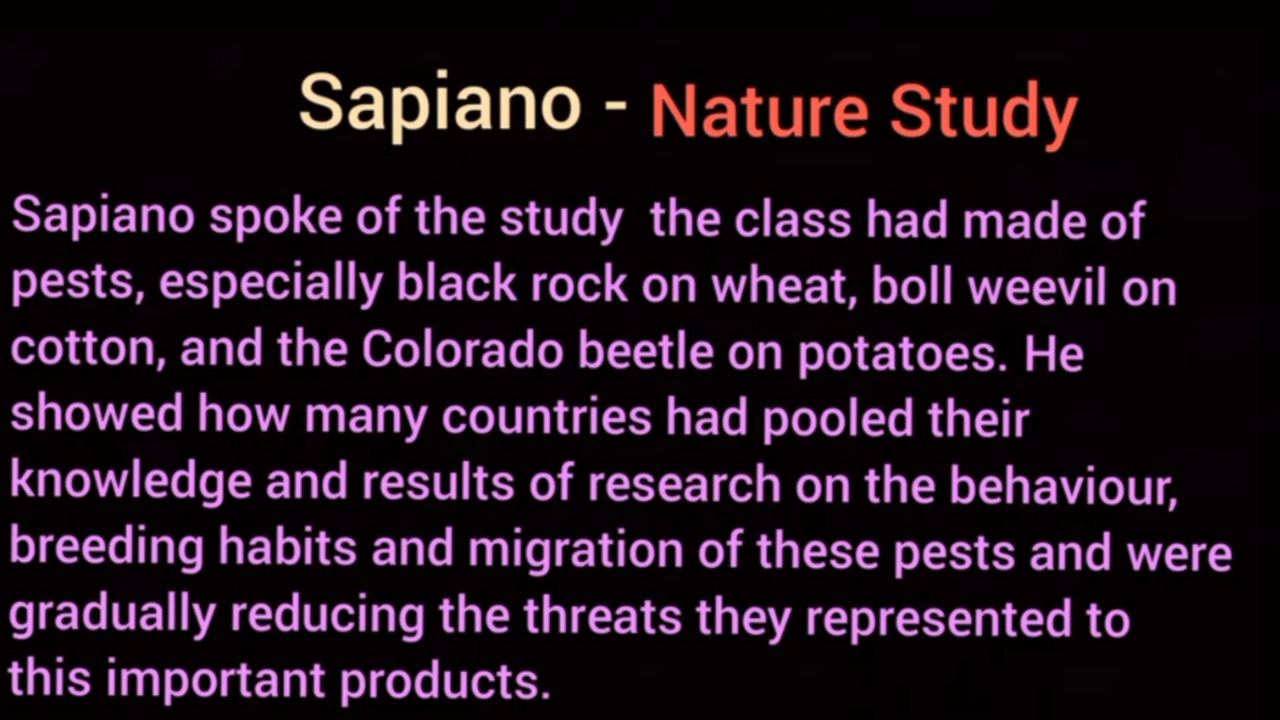 Sapiano - Nature Study
Sapiano spoke of the study the class had made of
pests, especially black rock on wheat, boll weevil on
cotton, and the Colorado beetle on potatoes. He
showed how many countries had pooled their
knowledge and results of research on the behaviour,
breeding habits and migration of these pests and were
gradually reducing the threats they represented to
this important products.